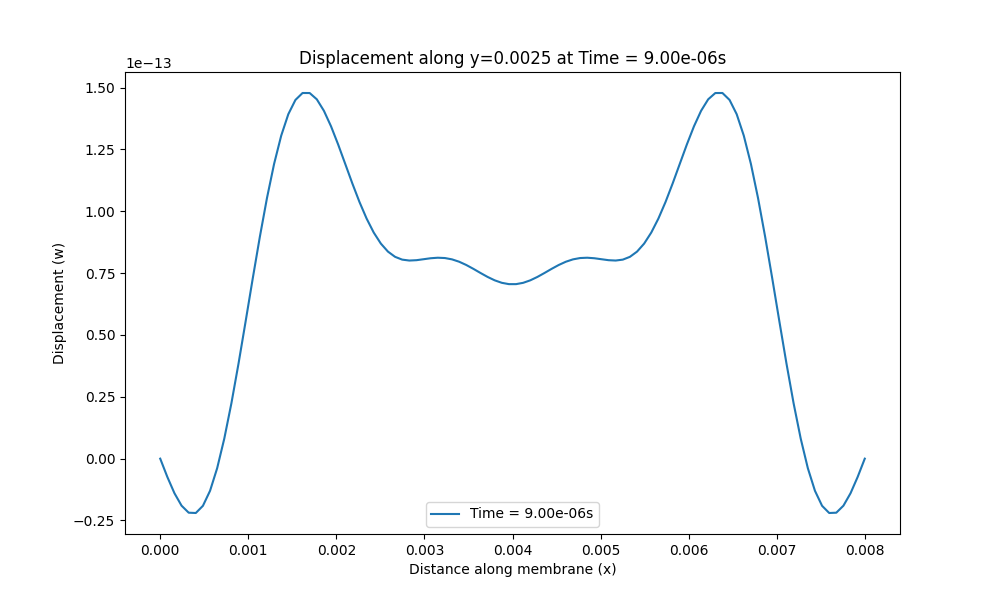 Displacement along y=0.0025 at Time = 9.00e-06s
1e−13
1.50
1.25
1.00
0.75
0.50
0.25
0.00
−0.25
Displacement (w)
Time = 9.00e-06s
0.000 0.001 0.002 0.003 0.004 0.005 0.006 0.007 0.008
Distance along membrane (x)